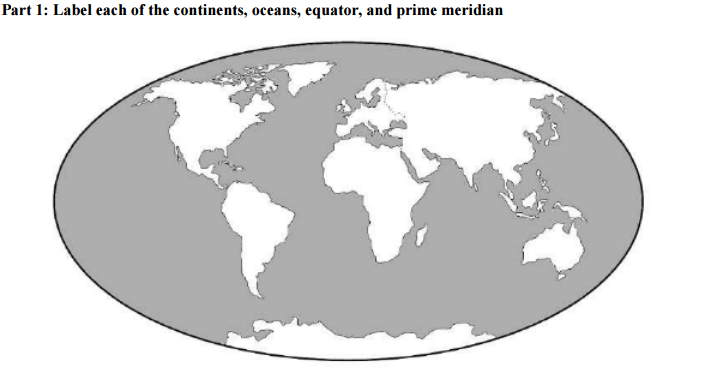 Part 1: Label each of the continents, oceans, equator, and prime meridian